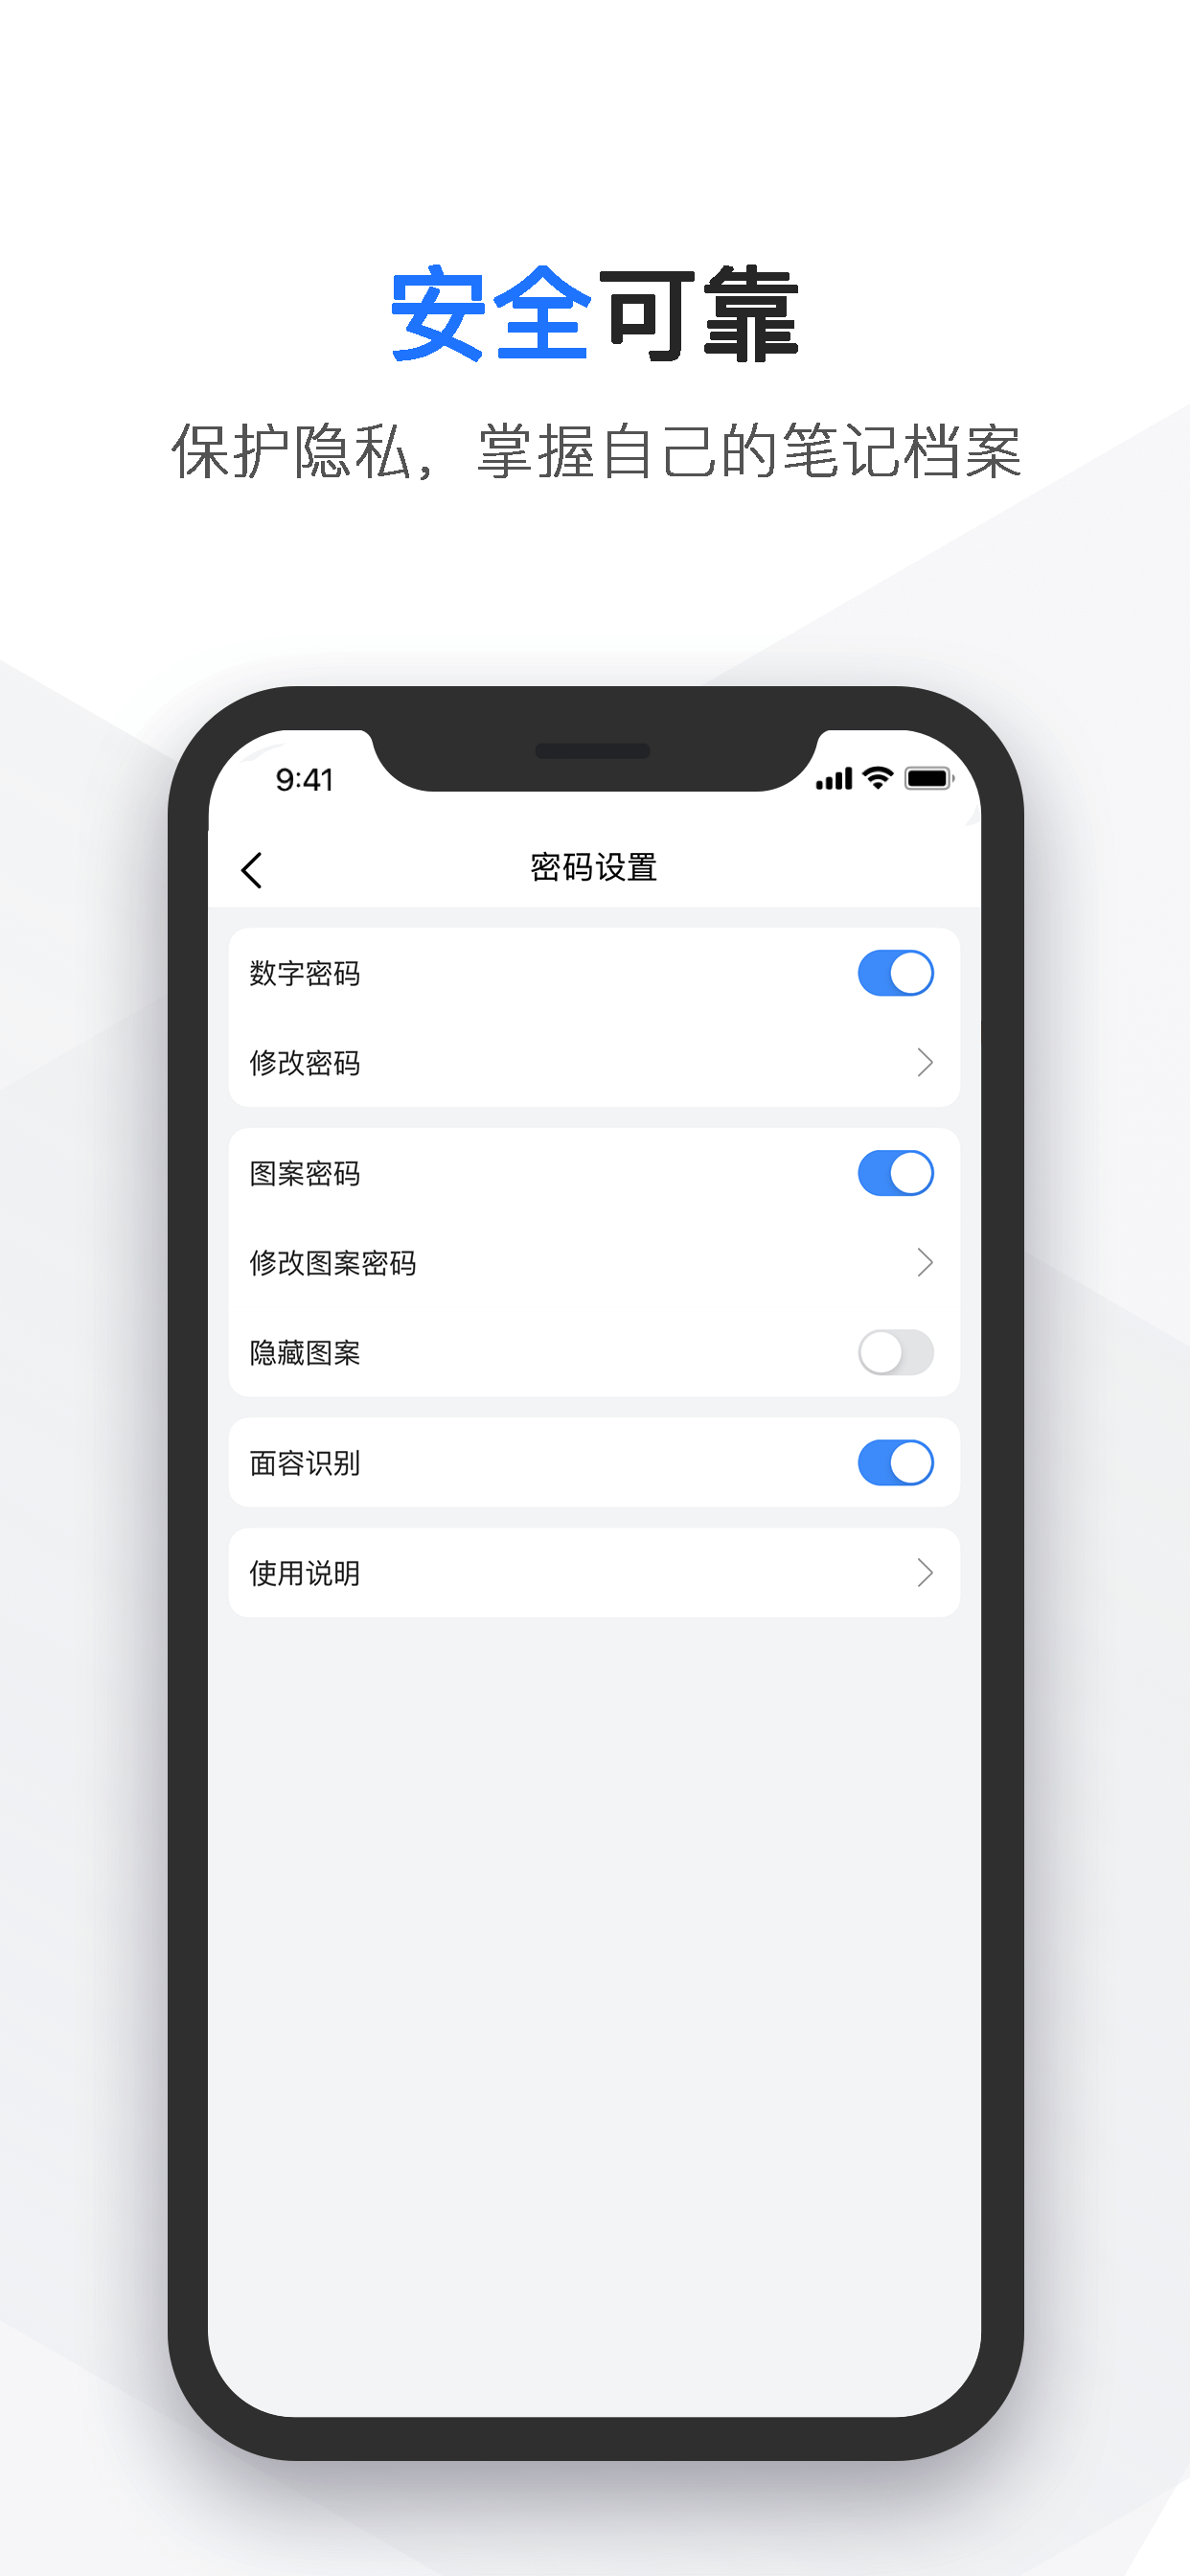 安全可靠
保护隐私，掌握自己的笔记档案
9:41
密码设置
数字密码
修改密码
图案密码
修改图案密码
隐藏图案
面容识别
使用说明